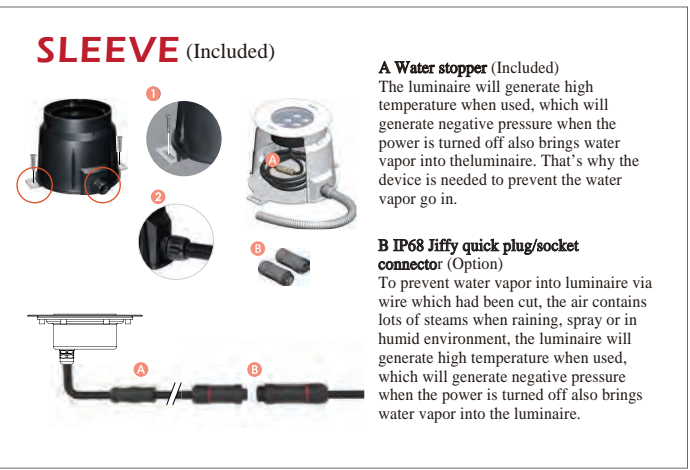 SLEEVE (Included)
1
A
2
B
A
B
A Water stopper (Included)
The luminaire will generate high
temperature when used, which will
generate negative pressure when the
power is turned off also brings water
vapor into theluminaire. That’s why the
device is needed to prevent the water
vapor go in.
B IP68 Jiffy quick plug/socket
connector (Option)
To prevent water vapor into luminaire via
wire which had been cut, the air contains
lots of steams when raining, spray or in
humid environment, the luminaire will
generate high temperature when used,
which will generate negative pressure
when the power is turned off also brings
water vapor into the luminaire.